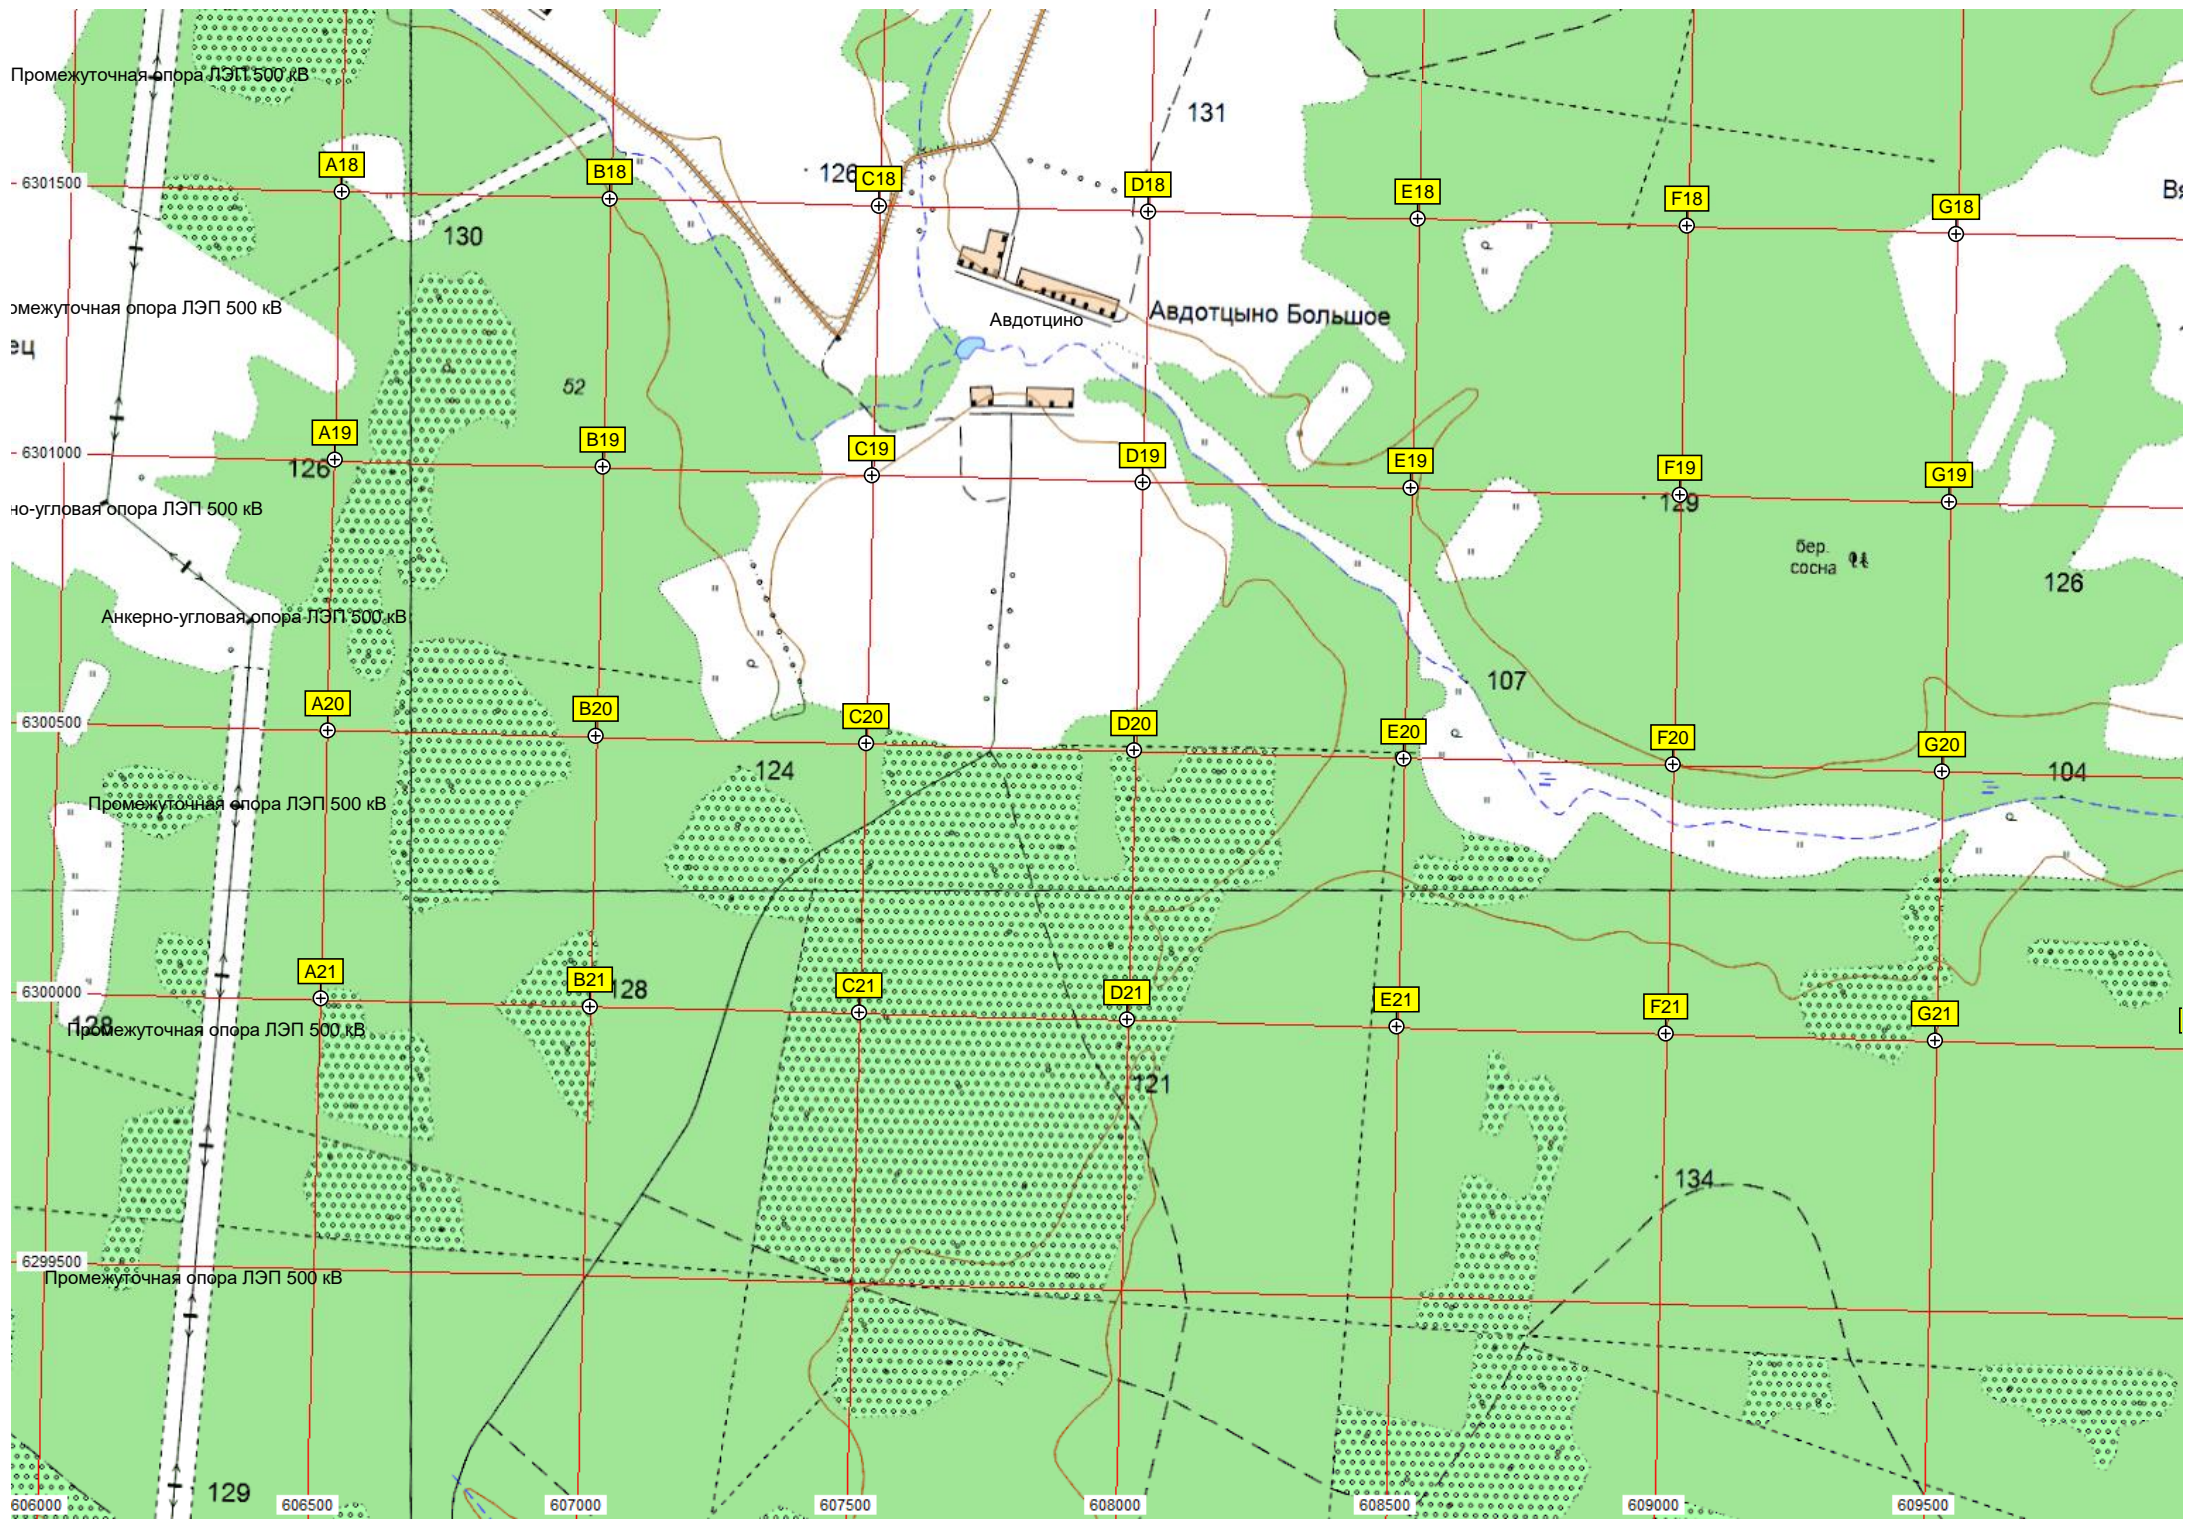 Промежуточная опора ЛЭП 500 кВ
131
A18
B18
126
C18
D18
E18
F18
G18
6301500
Вя
130
омежуточная опора ЛЭП 500 кВ
Авдотцино
Авдотцыно Большое
ец
52
A19
B19
C19
D19
E19
F19
G19
6301000
126
129
но-угловая опора ЛЭП 500 кВ
бер.
сосна
126
Анкерно-угловая опора ЛЭП 500 кВ
107
A20
B20
C20
D20
E20
F20
G20
6300500
124
104
Промежуточная опора ЛЭП 500 кВ
A21
B21
C21
D21
E21
F21
G21
6300000
128
128
Промежуточная опора ЛЭП 500 кВ
121
134
6299500
Промежуточная опора ЛЭП 500 кВ
129
606000
606500
607000
607500
608000
608500
609000
609500